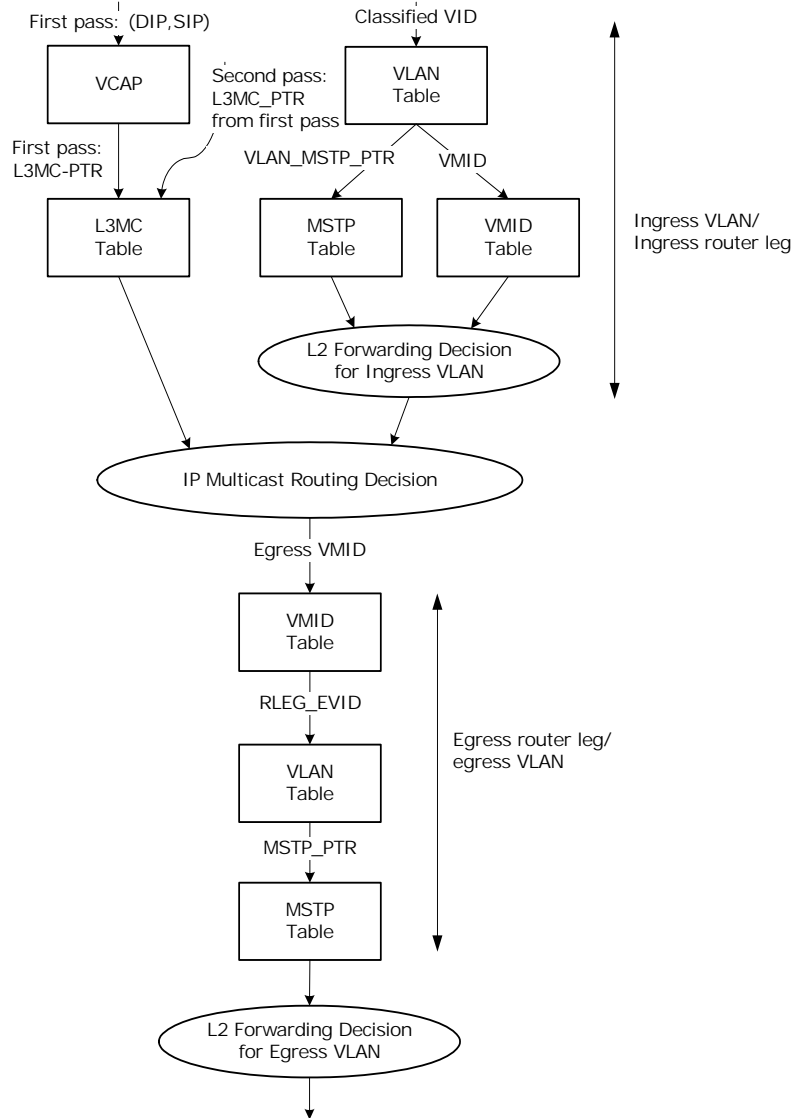 First pass: (DIP,SIP)
Classified VID
VCAP
Second pass:
L3MC_PTR
from first pass
VLAN
Table
First pass:
L3MC-PTR
VLAN_MSTP_PTR
VMID
L3MC
Table
MSTP
Table
VMID
Table
Ingress VLAN/
Ingress router leg
L2 Forwarding Decision
for Ingress VLAN
IP Multicast Routing Decision
Egress VMID
VMID
Table
RLEG_EVID
Egress router leg/
egress VLAN
VLAN
Table
MSTP_PTR
MSTP
Table
L2 Forwarding Decision
for Egress VLAN